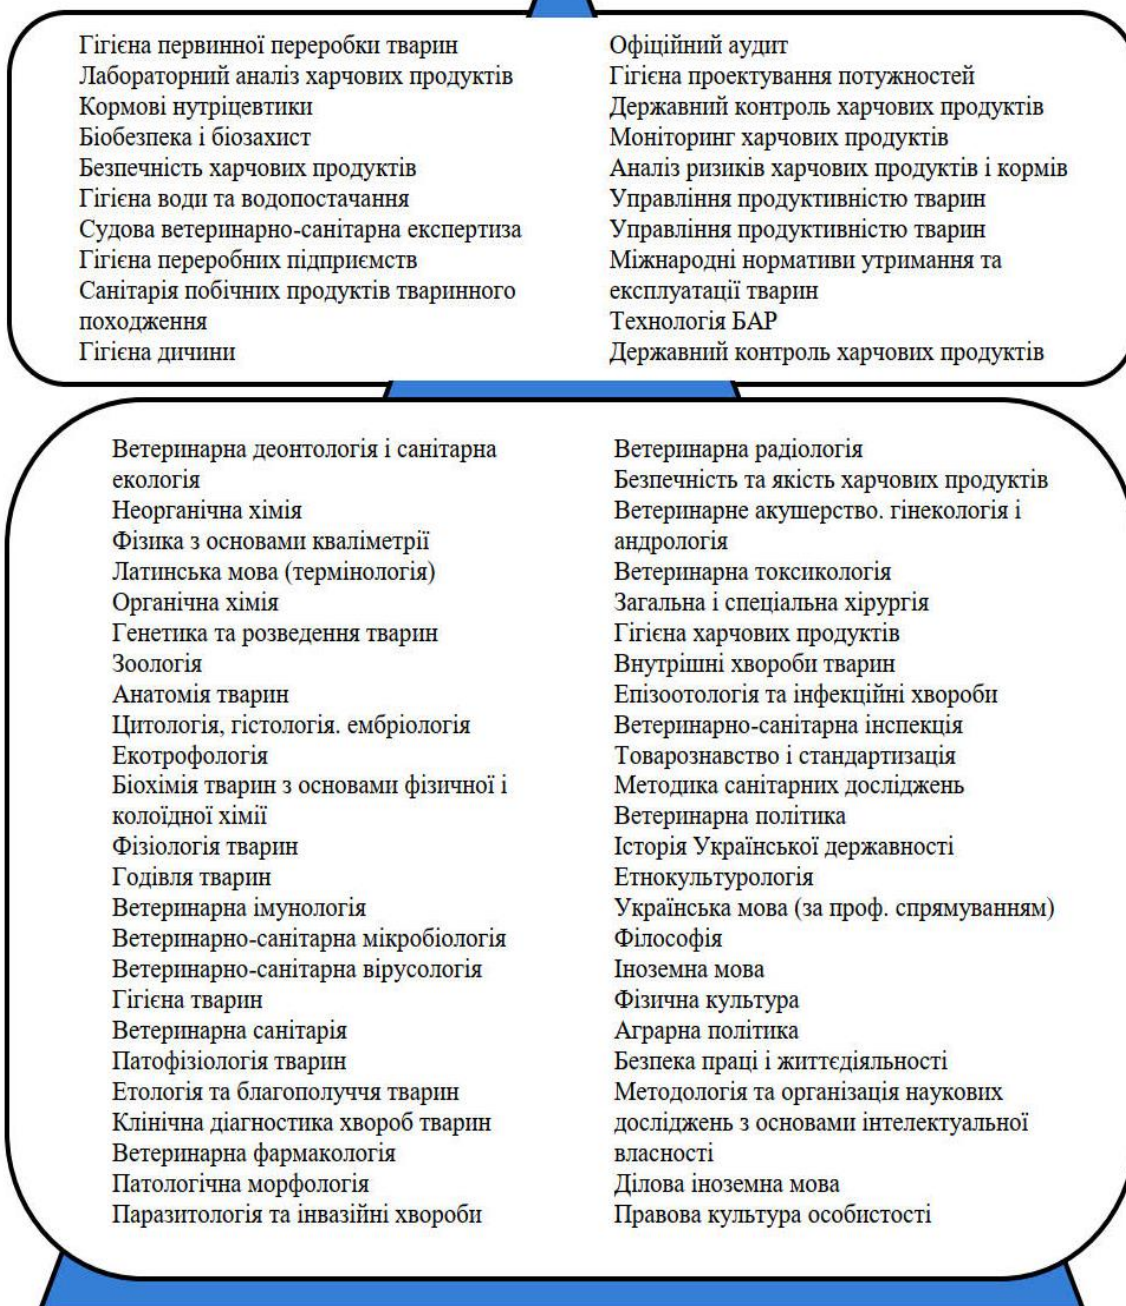 Гігієна первинної переробки тварин
Лабораторний аналіз харчових продуктів
Кормові нутріцевтики
Біобезпека і біозахист
Безпечність харчових продуктів
Гігієна води та водопостачання
Судова ветеринарно-санітарна експертиза
Гігієна переробних підприємств
Санітарія побічних продуктів тваринного
походження
Гігієна дичини
Офіційний аудит
Гігієна проектування потужностей
Державний контроль харчових продуктів
Моніторинг харчових продуктів
Аналіз ризиків харчових продуктів і кормів
Управління продуктивністю тварин
Управління продуктивністю тварин
Міжнародні нормативи утримання та
експлуатації тварин
Технологія БАР
Державний контроль харчових продуктів
Ветеринарна деонтологія і санітарна
екологія
Неорганічна хімія
Фізика з основами кваліметрії
Латинська мова (термінологія)
Органічна хімія
Генетика та розведення тварин
Зоологія
Анатомія тварин
Цитологія, гістологія. ембріологія
Екотрофологія
Біохімія тварин з основами фізичної і
колоїдної хімії
Фізіологія тварин
Годівля тварин
Ветеринарна імунологія
Ветеринарно-санітарна мікробіологія
Ветеринарно-санітарна вірусологія
Гігієна тварин
Ветеринарна санітарія
Патофізіологія тварин
Етологія та благополуччя тварин
Клінічна діагностика хвороб тварин
Ветеринарна фармакологія
Патологічна морфологія
Паразитологія та інвазійні хвороби
Ветеринарна радіологія
Безпечність та якість харчових продуктів
Ветеринарне акушерство. гінекологія і
андрологія
Ветеринарна токсикологія
Загальна і спеціальна хірургія
Гігієна харчових продуктів
Внутрішні хвороби тварин
Епізоотологія та інфекційні хвороби
Ветеринарно-санітарна інспекція
Товарознавство і стандартизація
Методика санітарних досліджень
Ветеринарна політика
Історія Української державності
Етнокультурологія
Українська мова (за проф. спрямуванням)
Філософія
Іноземна мова
Фізична культура
Аграрна політика
Безпека праці і життєдіяльності
Методологія та організація наукових
досліджень з основами інтелектуальної
власності
Ділова іноземна мова
Правова культура особистості